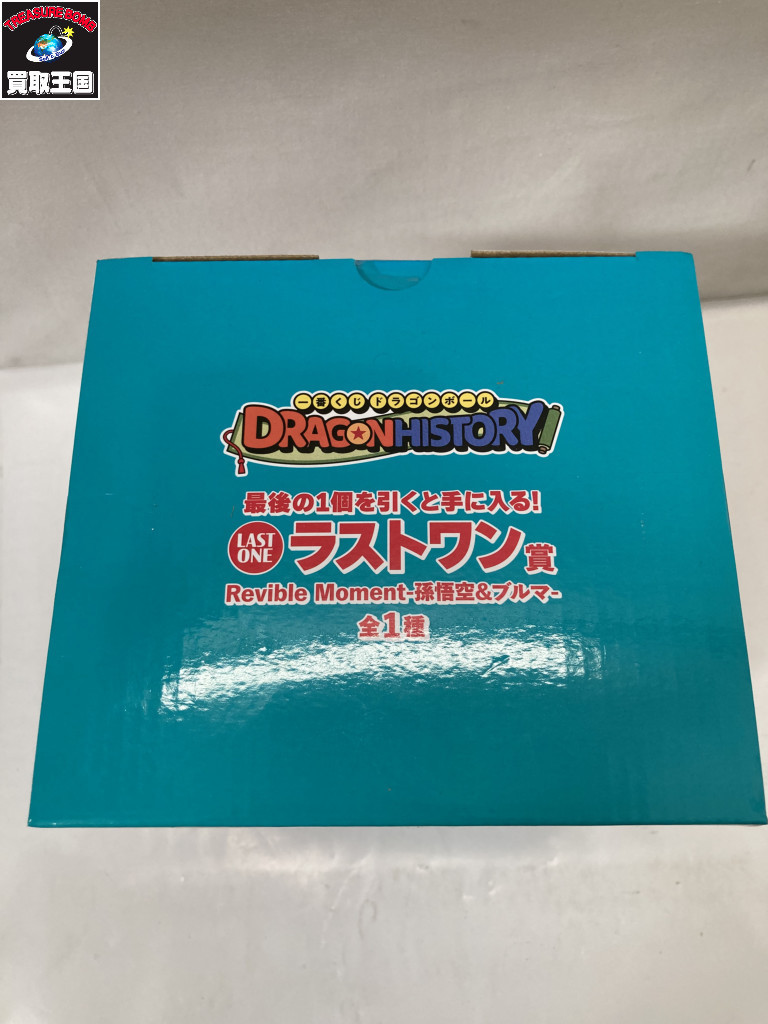 TREASURE BOMB
買取王国
一番くじドラゴンボール
DRAGONHISTORY
最後の1個を引くと手に入る!
LAST ONE ラストワン賞
Revible Moment-孫悟空&ブルマ-
全1種